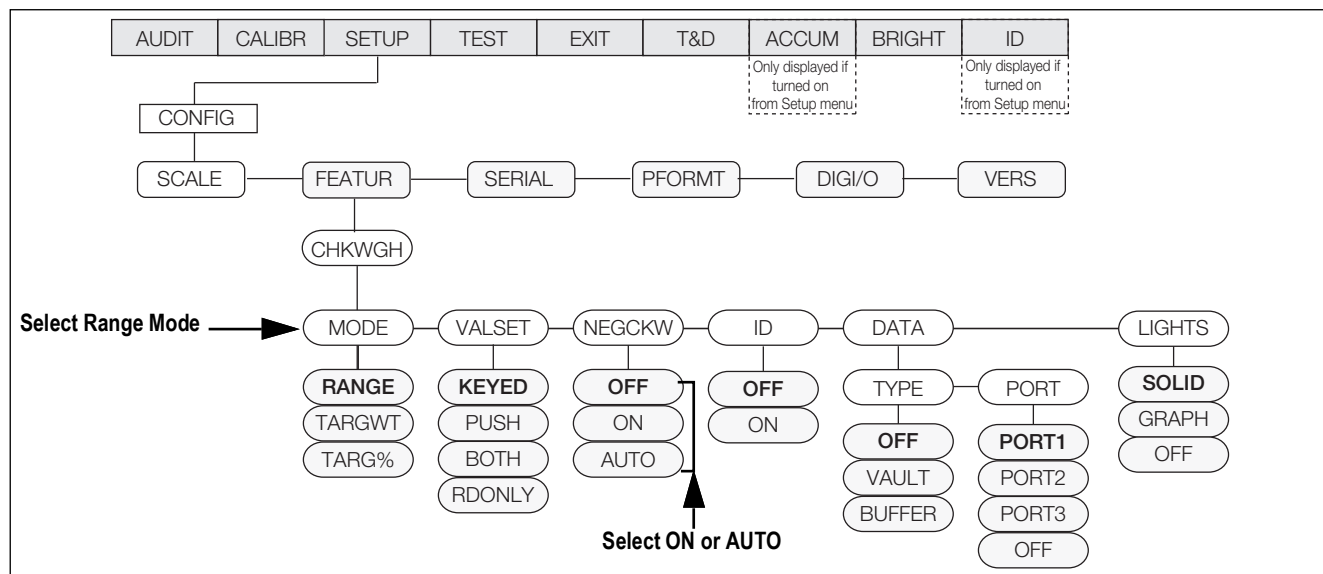 AUDIT CALIBR SETUP TEST EXIT T&D ACCUM BRIGHT ID
Only displayed if
turned on
from Setup menu
Only displayed if
turned on
from Setup menu
CONFIG
SCALE FEATUR SERIAL PFORMT DIGI/O VERS
CHKWGH
Select Range Mode
MODE VALSET NEGCKW ID DATA LIGHTS
RANGE
TARGWT
TARG%
KEYED
PUSH
BOTH
RDONLY
OFF
ON
AUTO
Select ON or AUTO
OFF
ON
TYPE PORT
OFF
VAULT
BUFFER
PORT1
PORT2
PORT3
OFF
SOLID
GRAPH
OFF